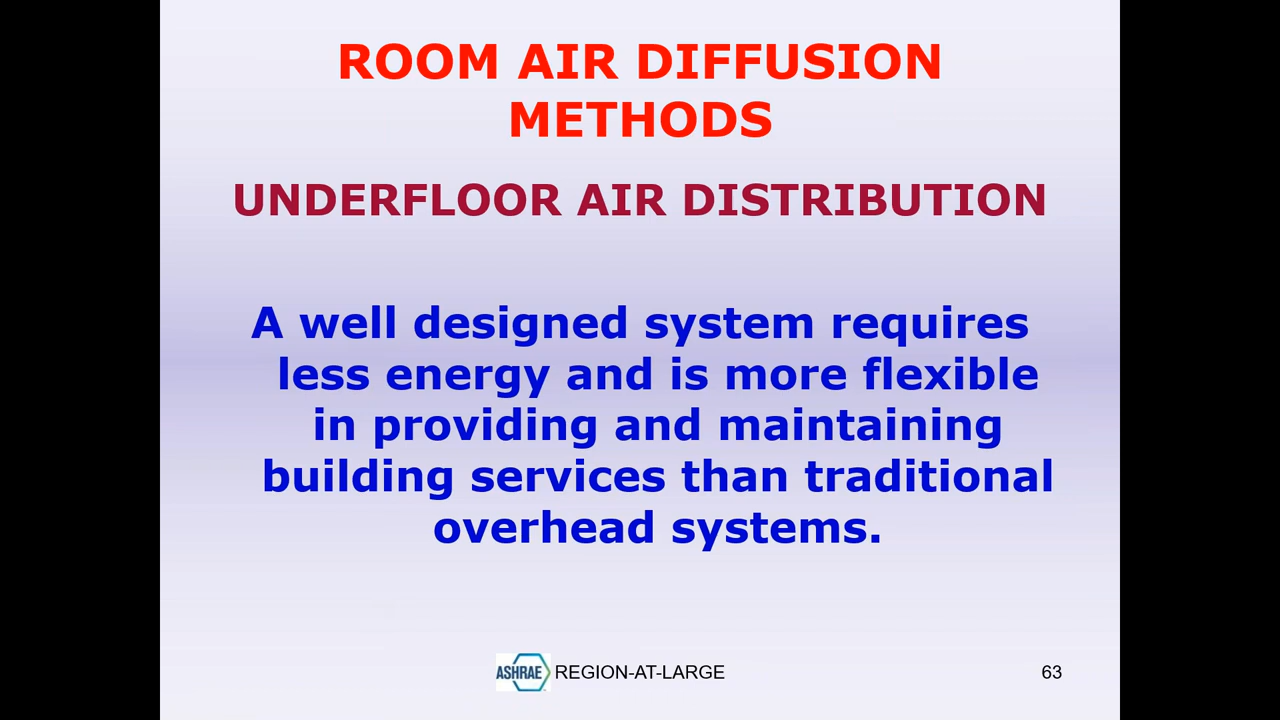 ROOM AIR DIFFUSION
METHODS
UNDERFLOOR AIR DISTRIBUTION
A well designed system requires
less energy and is more flexible
in providing and maintaining
building services than traditional
overhead systems.
ASHRAE REGION-AT-LARGE 63